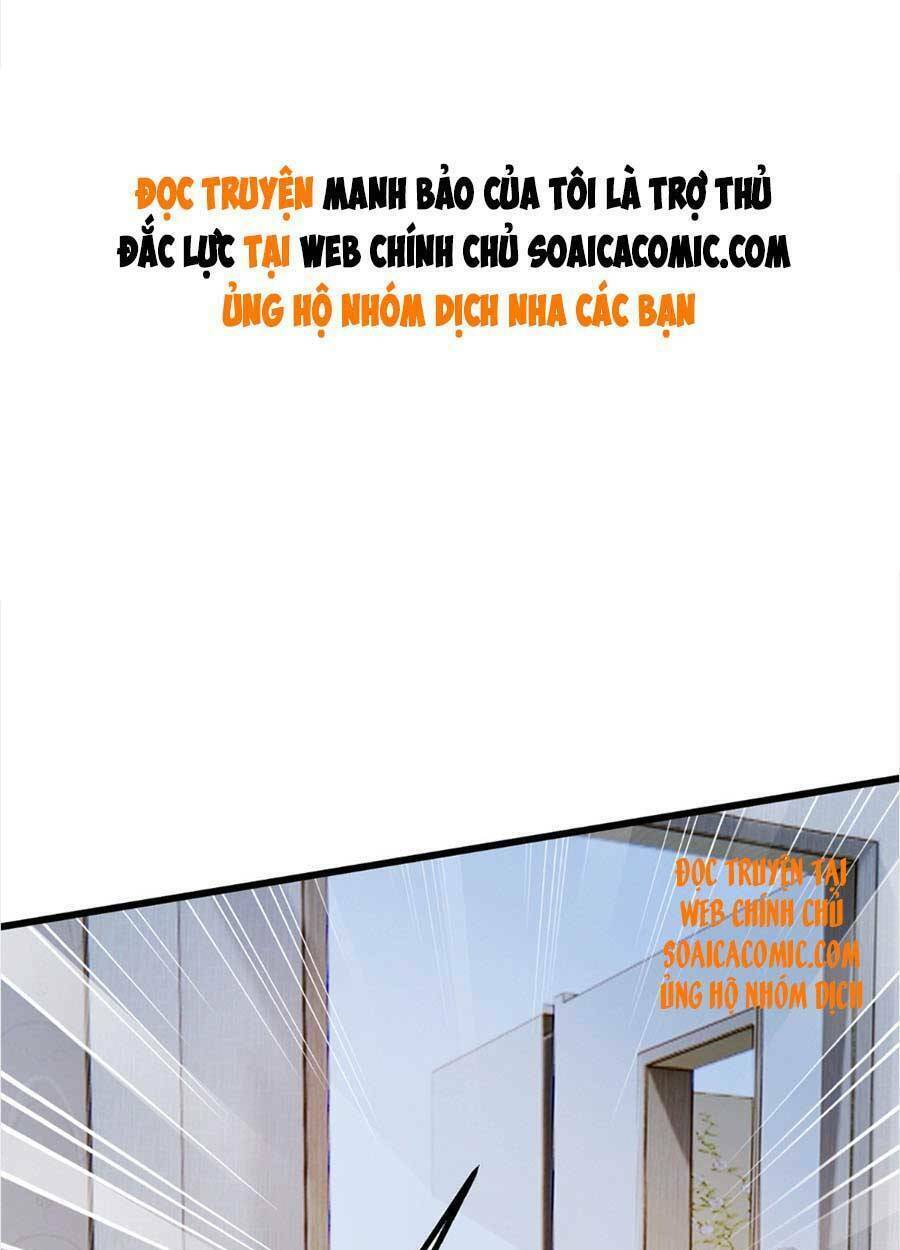 ĐỌC TRUYỆN MANH BẢO CỦA TÔI LÀ TRỢ THỦ
ĐẮC LỰC TẠI WEB CHÍNH CHỦ SOAICACOMIC.COM
ỦNG HỘ NHÓM DỊCH NHA CÁC BẠN
ĐỌC TRUYỆN TẠI
WEB CHÍNH CHỦ
SOAICACOMIC.COM
ỦNG HỘ NHÓM DỊCH